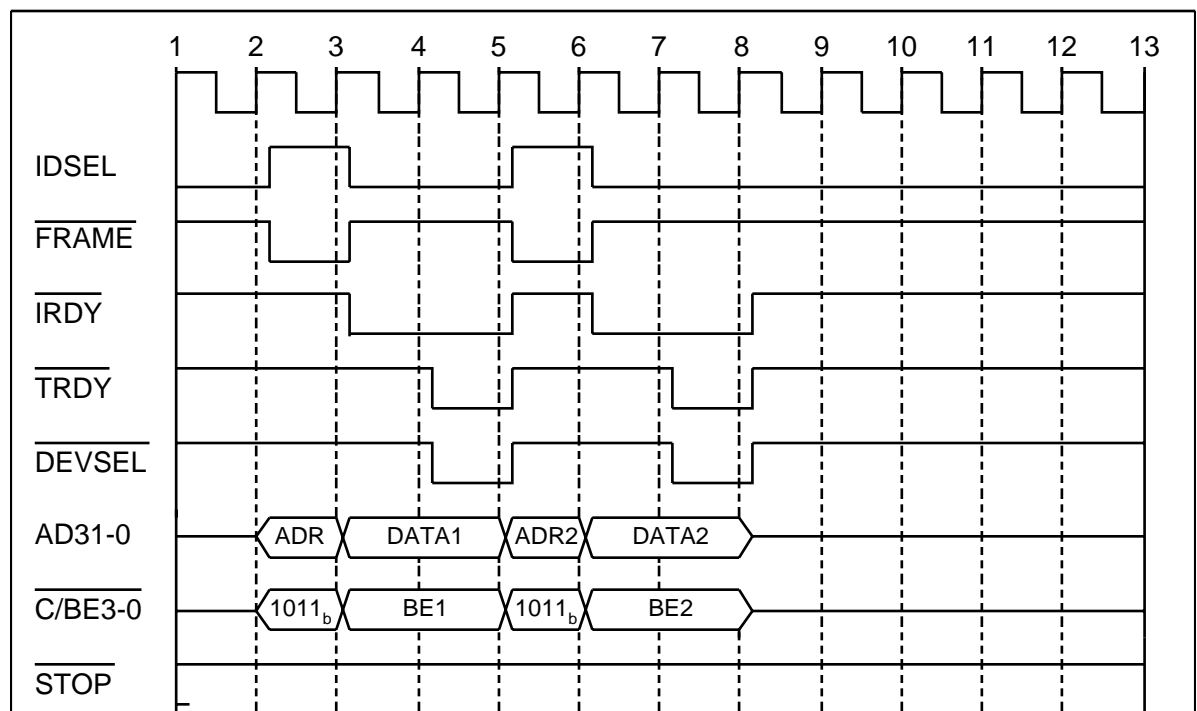 1 2 3 4 5 6 7 8 9 10 11 12 13
IDSEL
FRAME
IRDY
TRDY
DEVSEL
AD31-0 ADR DATA1 ADR2 DATA2
C/BE3-0 1011b BE1 1011b BE2
STOP